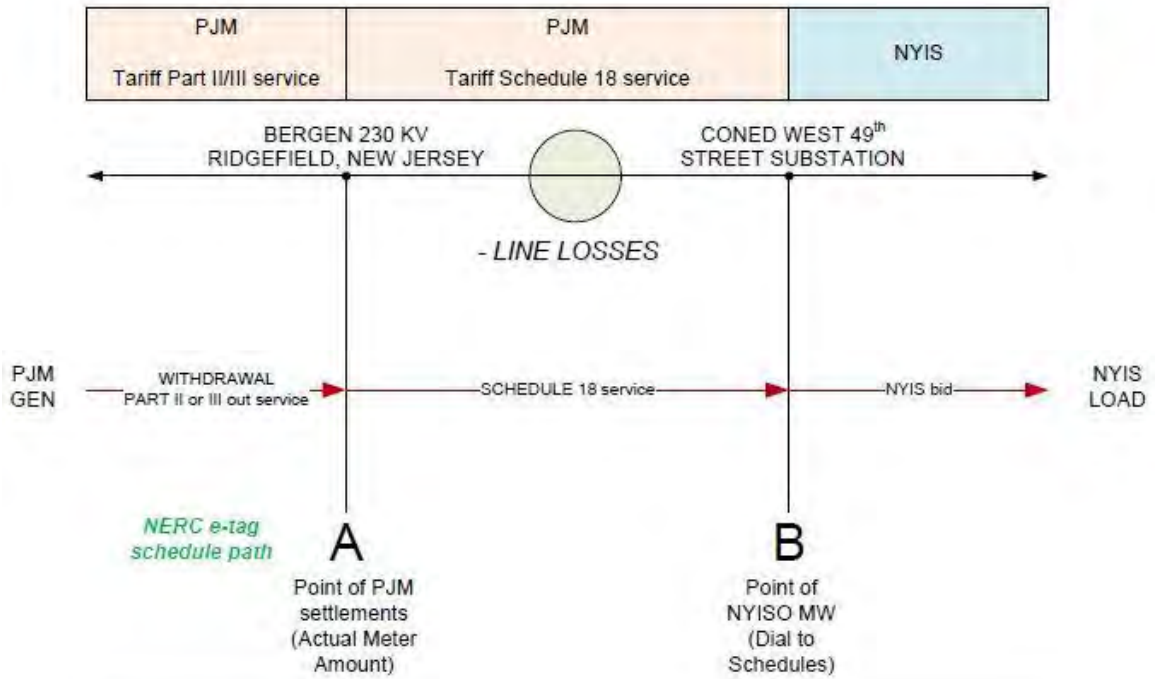 PJM
Tariff Part II/III service
PJM
Tariff Schedule 18 service
NYIS
BERGEN 230 KV
RIDGEFIELD, NEW JERSEY
CONED WEST 49th
STREET SUBSTATION
- LINE LOSSES
PJM
GEN
WITHDRAWAL
PART II or III out service
SCHEDULE 18 service
NYIS bid
NYIS
LOAD
NERC e-tag
schedule path
A
Point of PJM
settlements
(Actual Meter
Amount)
B
Point of
NYISO MW
(Dial to
Schedules)